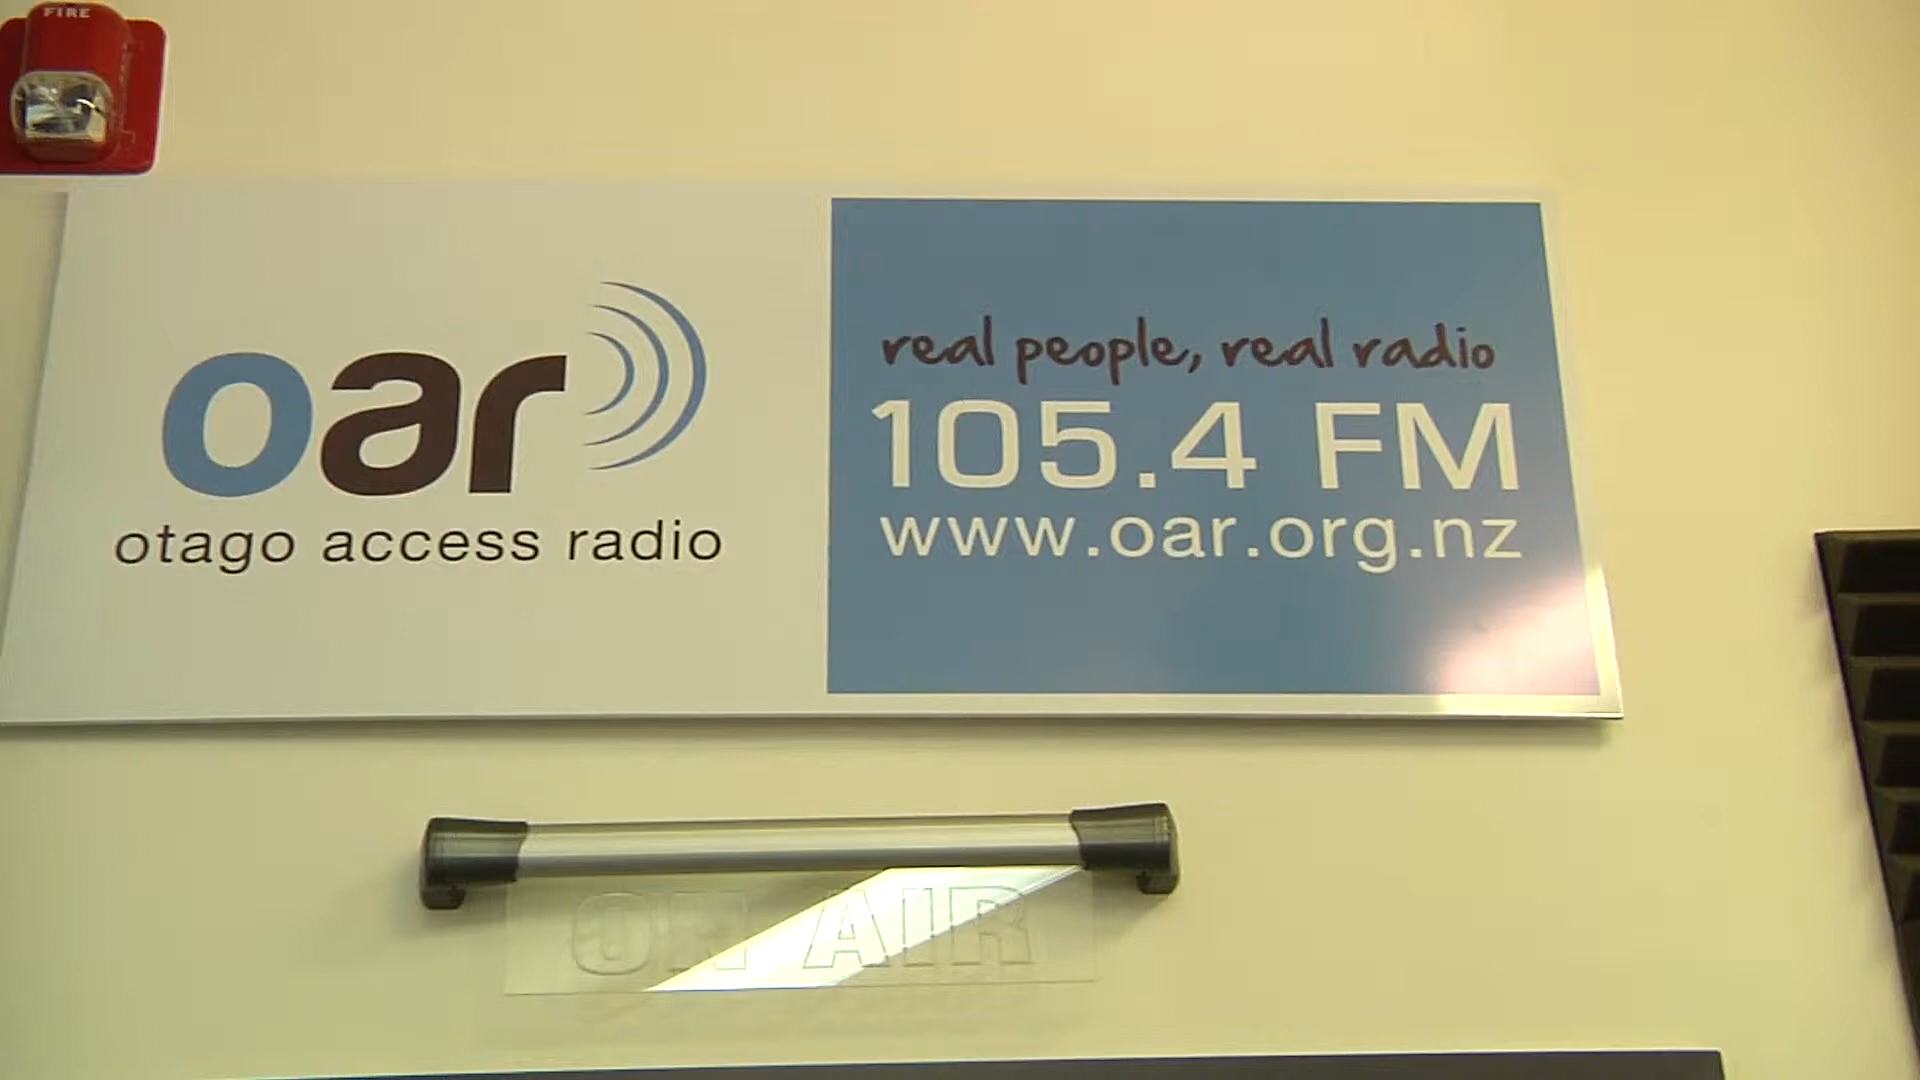 FIRE
oar
otago access radio
real people, real radio
105.4 FM
www.oar.org.nz
ON AIR